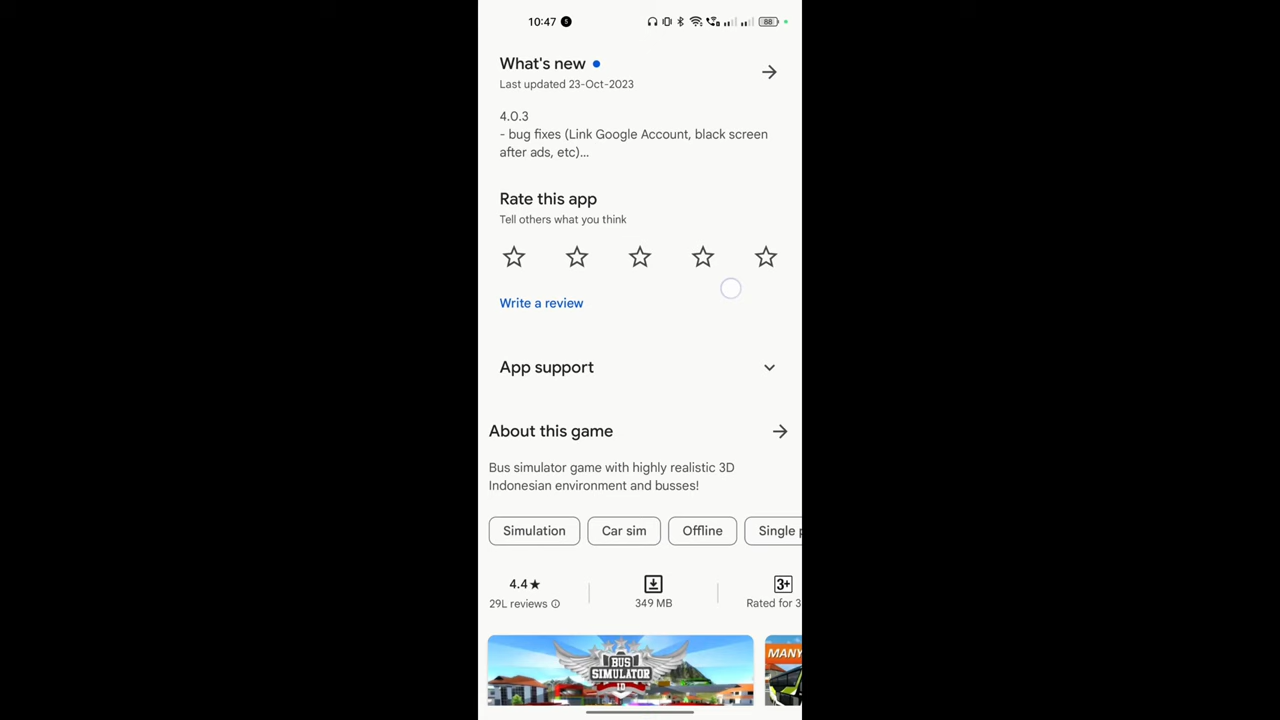 10:47 5
88
What's new
Last updated 23-Oct-2023
4.0.3
- bug fixes (Link Google Account, black screen
after ads, etc)...
Rate this app
Tell others what you think
Write a review
App support
About this game
Bus simulator game with highly realistic 3D
Indonesian environment and busses!
Simulation Car sim Offline Single
4.4★ 3+
29L reviews 349 MB Rated for 3
BUS
SIMULATOR
ID
MANY